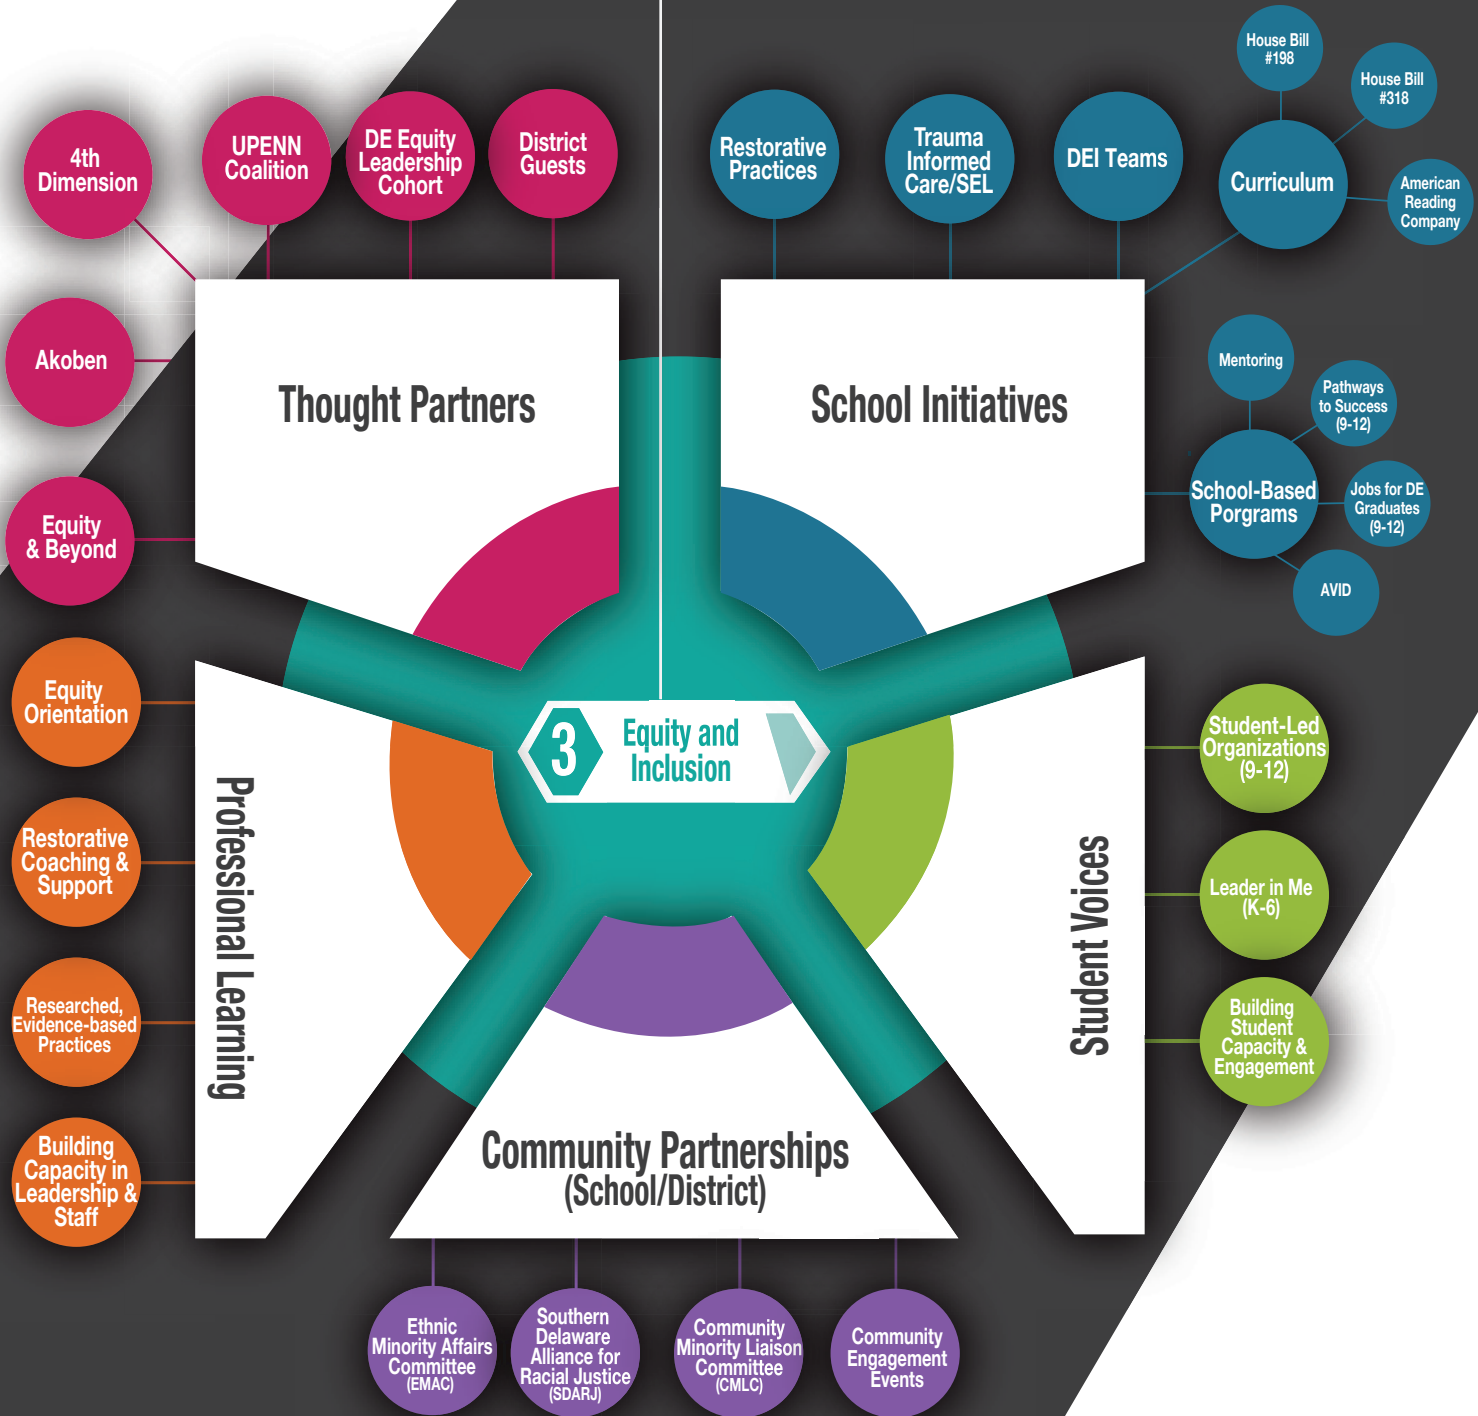 4th
Dimension
UPENN
Coalition
DE Equity
Leadership
Cohort
District
Guests
Akoben
Equity
& Beyond
Thought Partners
Restorative
Practices
Trauma
Informed
Care/SEL
DEI Teams
Curriculum
House Bill
#198
House Bill
#318
American
Reading
Company
School Initiatives
School-Based
Porgrams
Mentoring
Pathways
to Success
(9-12)
Jobs for DE
Graduates
(9-12)
AVID
3
Equity and
Inclusion
Equity
Orientation
Restorative
Coaching &
Support
Researched,
Evidence-based
Practices
Building
Capacity in
Leadership &
Staff
Professional Learning
Student Voices
Student-Led
Organizations
(9-12)
Leader in Me
(K-6)
Building
Student
Capacity &
Engagement
Community Partnerships
(School/District)
Ethnic
Minority Affairs
Committee
(EMAC)
Southern
Delaware
Alliance for
Racial Justice
(SDARJ)
Community
Minority Liaison
Committee
(CMLC)
Community
Engagement
Events